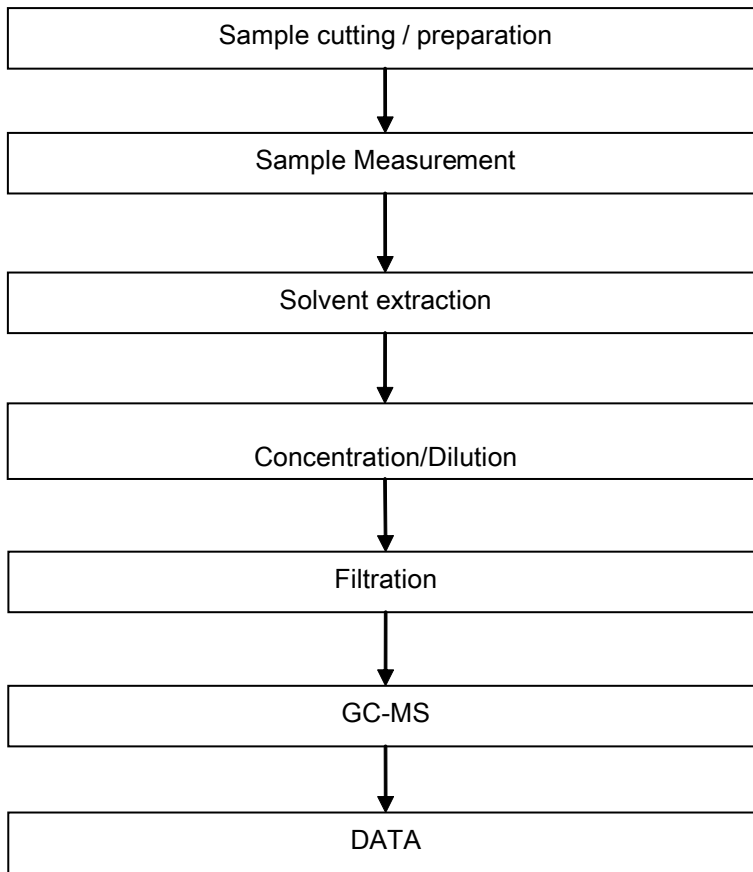 Sample cutting / preparation
Sample Measurement
Solvent extraction
Concentration/Dilution
Filtration
GC-MS
DATA